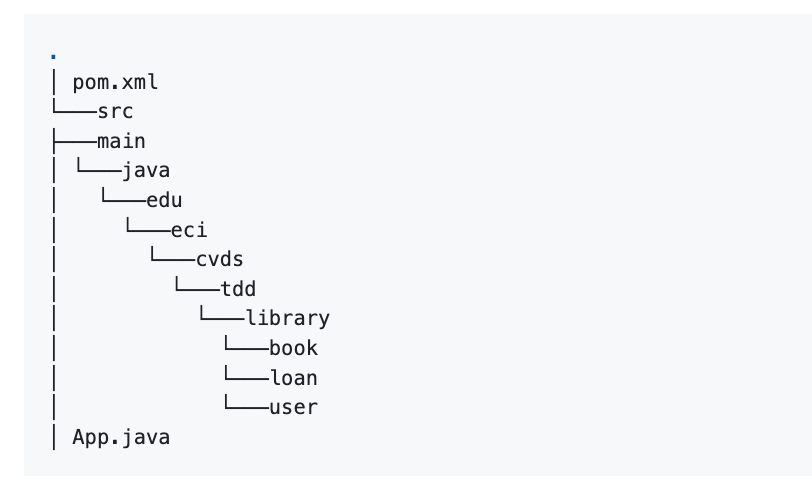 .
│ pom.xml
└───src
├───main
│ └───java
│   └───edu
│     └───eci
│       └───cvds
│         └───tdd
│           └───library
│             └───book
│             └───loan
│             └───user
│ App.java